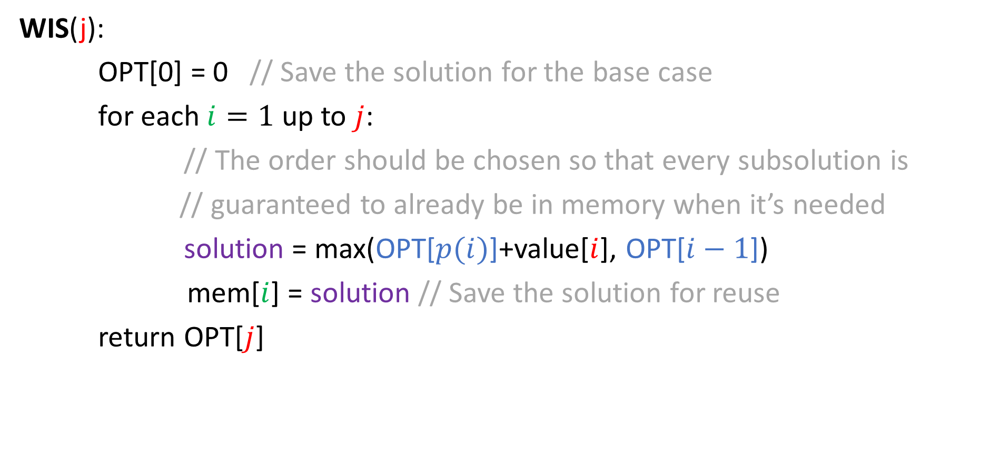 WIS(j):
OPT[0] = 0 // Save the solution for the base case
for each i = 1 up to j:
// The order should be chosen so that every subsolution is
// guaranteed to already be in memory when it’s needed
solution = max(OPT[p(i)]+value[i], OPT[i − 1])
mem[i] = solution // Save the solution for reuse
return OPT[j]